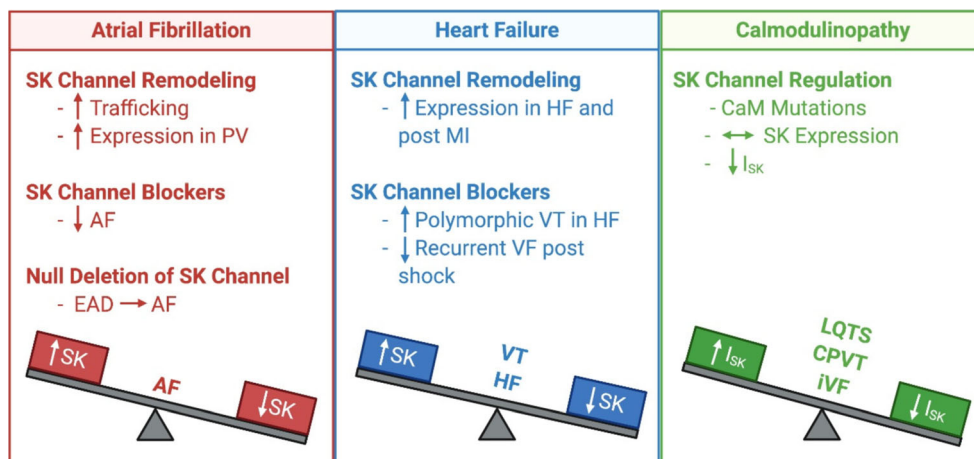 Atrial Fibrillation
SK Channel Remodeling
- ↑ Trafficking
- ↑ Expression in PV
SK Channel Blockers
- ↓ AF
Null Deletion of SK Channel
- EAD → AF
↑SK
AF
↓SK
Heart Failure
SK Channel Remodeling
- ↑ Expression in HF and
post MI
SK Channel Blockers
- ↑ Polymorphic VT in HF
- ↓ Recurrent VF post
shock
↑SK
VT
HF
↓SK
Calmodulinopathy
SK Channel Regulation
- CaM Mutations
- ↔ SK Expression
- ↓ I_SK
↑ I_SK
LQTS
CPVT
iVF
↓ I_SK